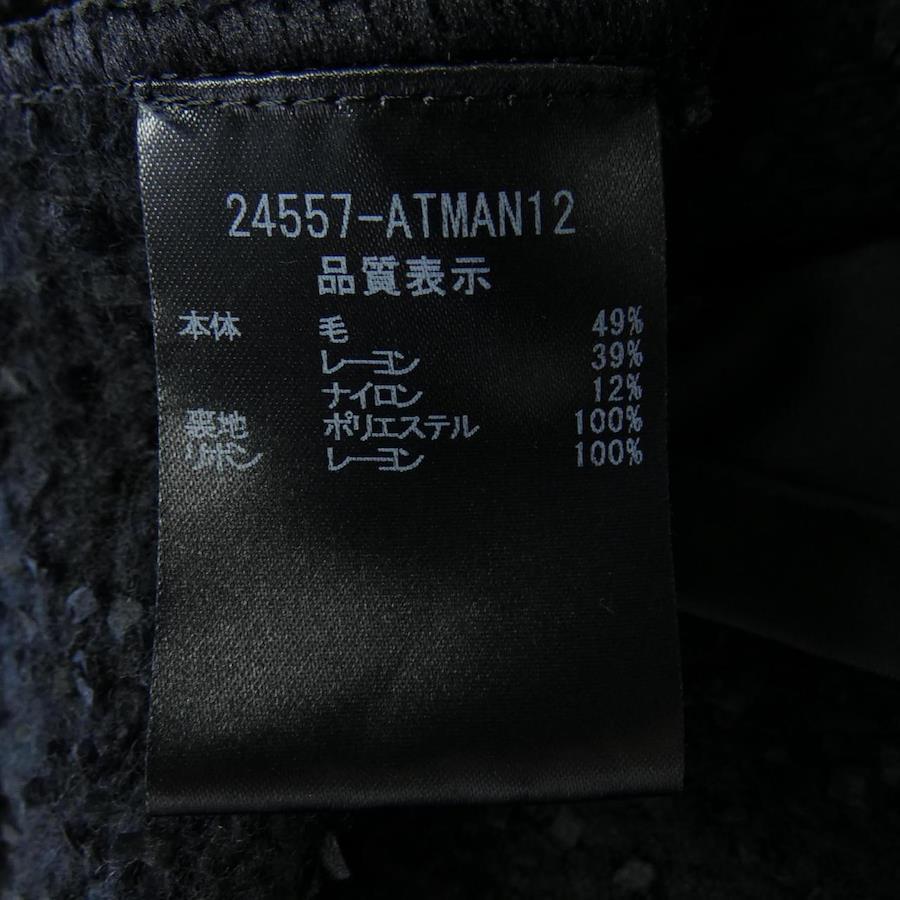 24557-ATMAN12
品質表示
本体 毛 49%
レーヨン 39%
ナイロン 12%
裏地 ポリエステル 100%
リボン レーヨン 100%